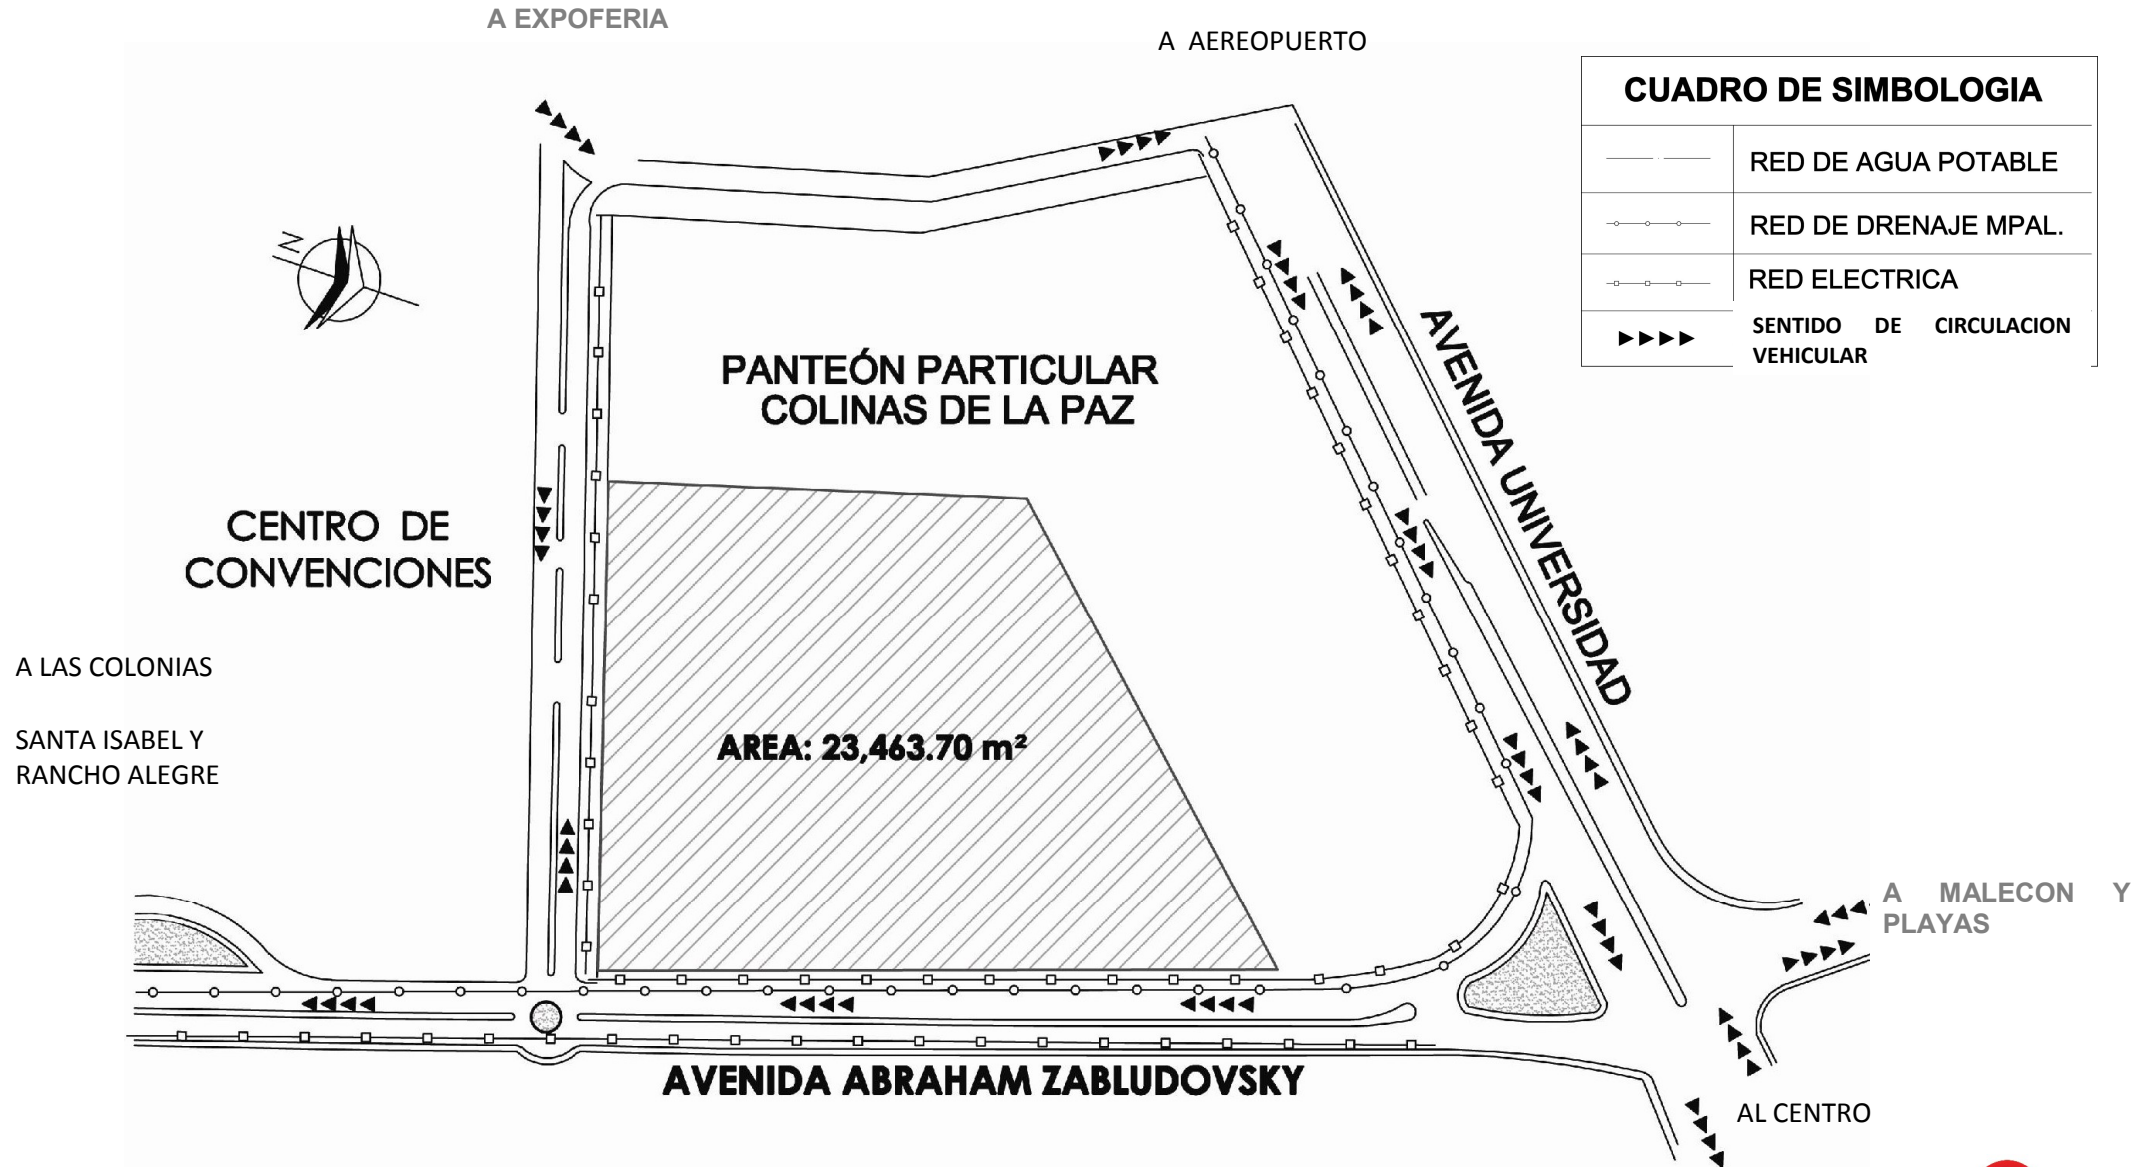 A EXPOFERIA
A AEREOPUERTO
CUADRO DE SIMBOLOGIA
RED DE AGUA POTABLE
RED DE DRENAJE MPAL.
RED ELECTRICA
SENTIDO DE CIRCULACION
VEHICULAR
N
PANTEÓN PARTICULAR
COLINAS DE LA PAZ
AVENIDA UNIVERSIDAD
CENTRO DE
CONVENCIONES
A LAS COLONIAS
SANTA ISABEL Y
RANCHO ALEGRE
AREA: 23,463.70 m²
A MALECON Y
PLAYAS
AVENIDA ABRAHAM ZABLUDOVSKY
AL CENTRO